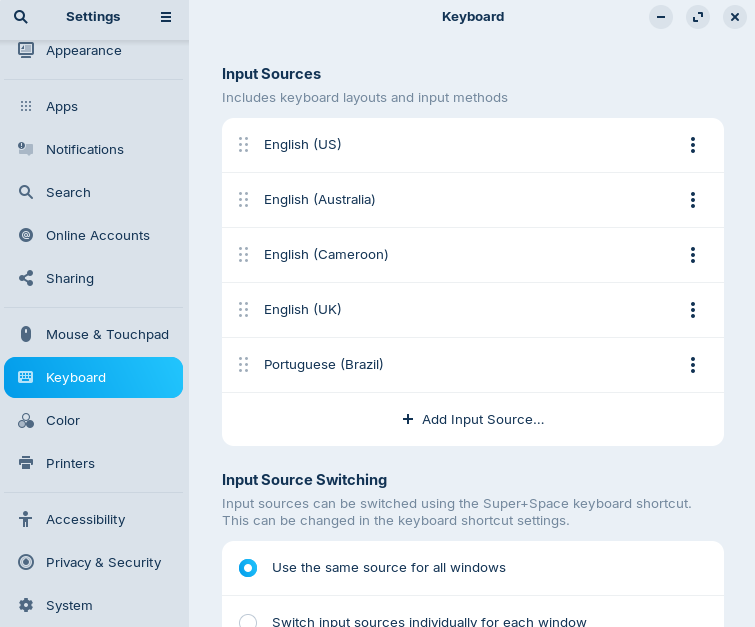 Settings
Appearance
Apps
Notifications
Search
Online Accounts
Sharing
Mouse & Touchpad
Keyboard
Color
Printers
Accessibility
Privacy & Security
System
Keyboard
Input Sources
Includes keyboard layouts and input methods
English (US)
English (Australia)
English (Cameroon)
English (UK)
Portuguese (Brazil)
Add Input Source...
Input Source Switching
Input sources can be switched using the Super+Space keyboard shortcut.
This can be changed in the keyboard shortcut settings.
Use the same source for all windows
Switch input sources individually for each window